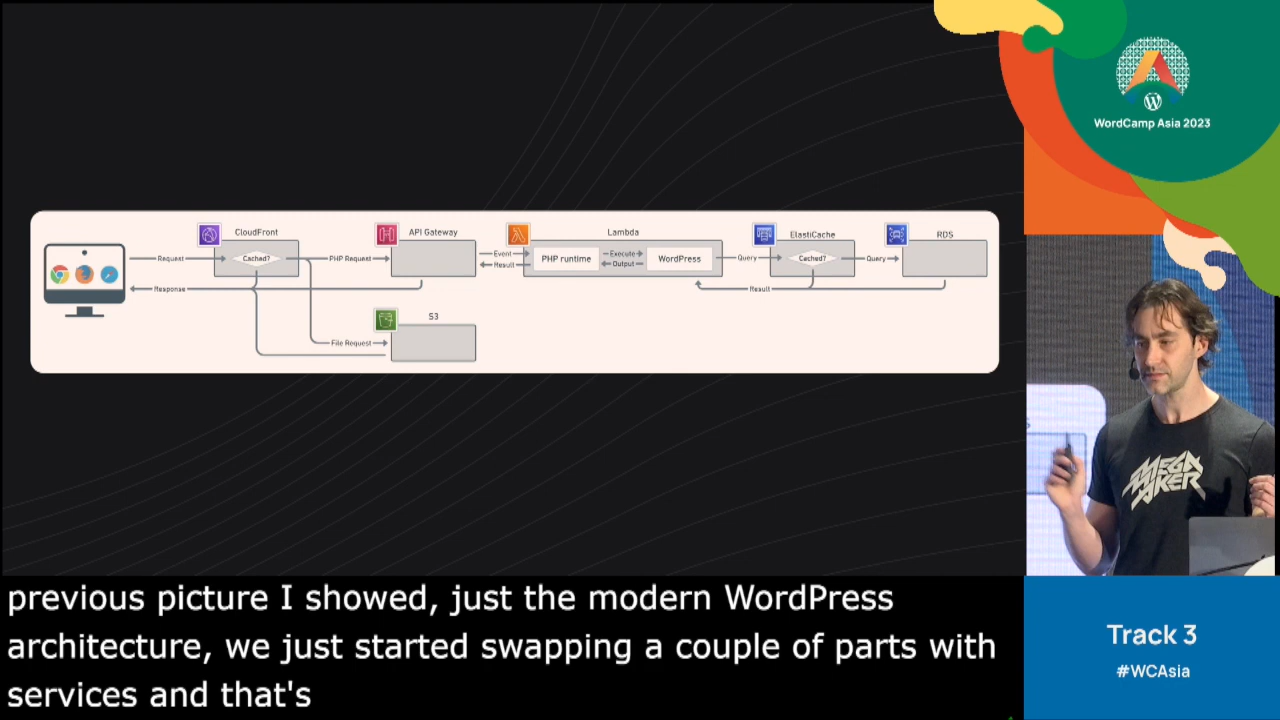 WordCamp Asia 2023
CloudFront
API Gateway
Lambda
ElastiCache
RDS
Request
Cached?
PHP Request
Event
Result
PHP runtime
Execute
Output
WordPress
Query
Cached?
Query
Response
Result
S3
File Request
MEGA
MAKER
previous picture I showed, just the modern WordPress
architecture, we just started swapping a couple of parts with
services and that's
Track 3
#WCAsia